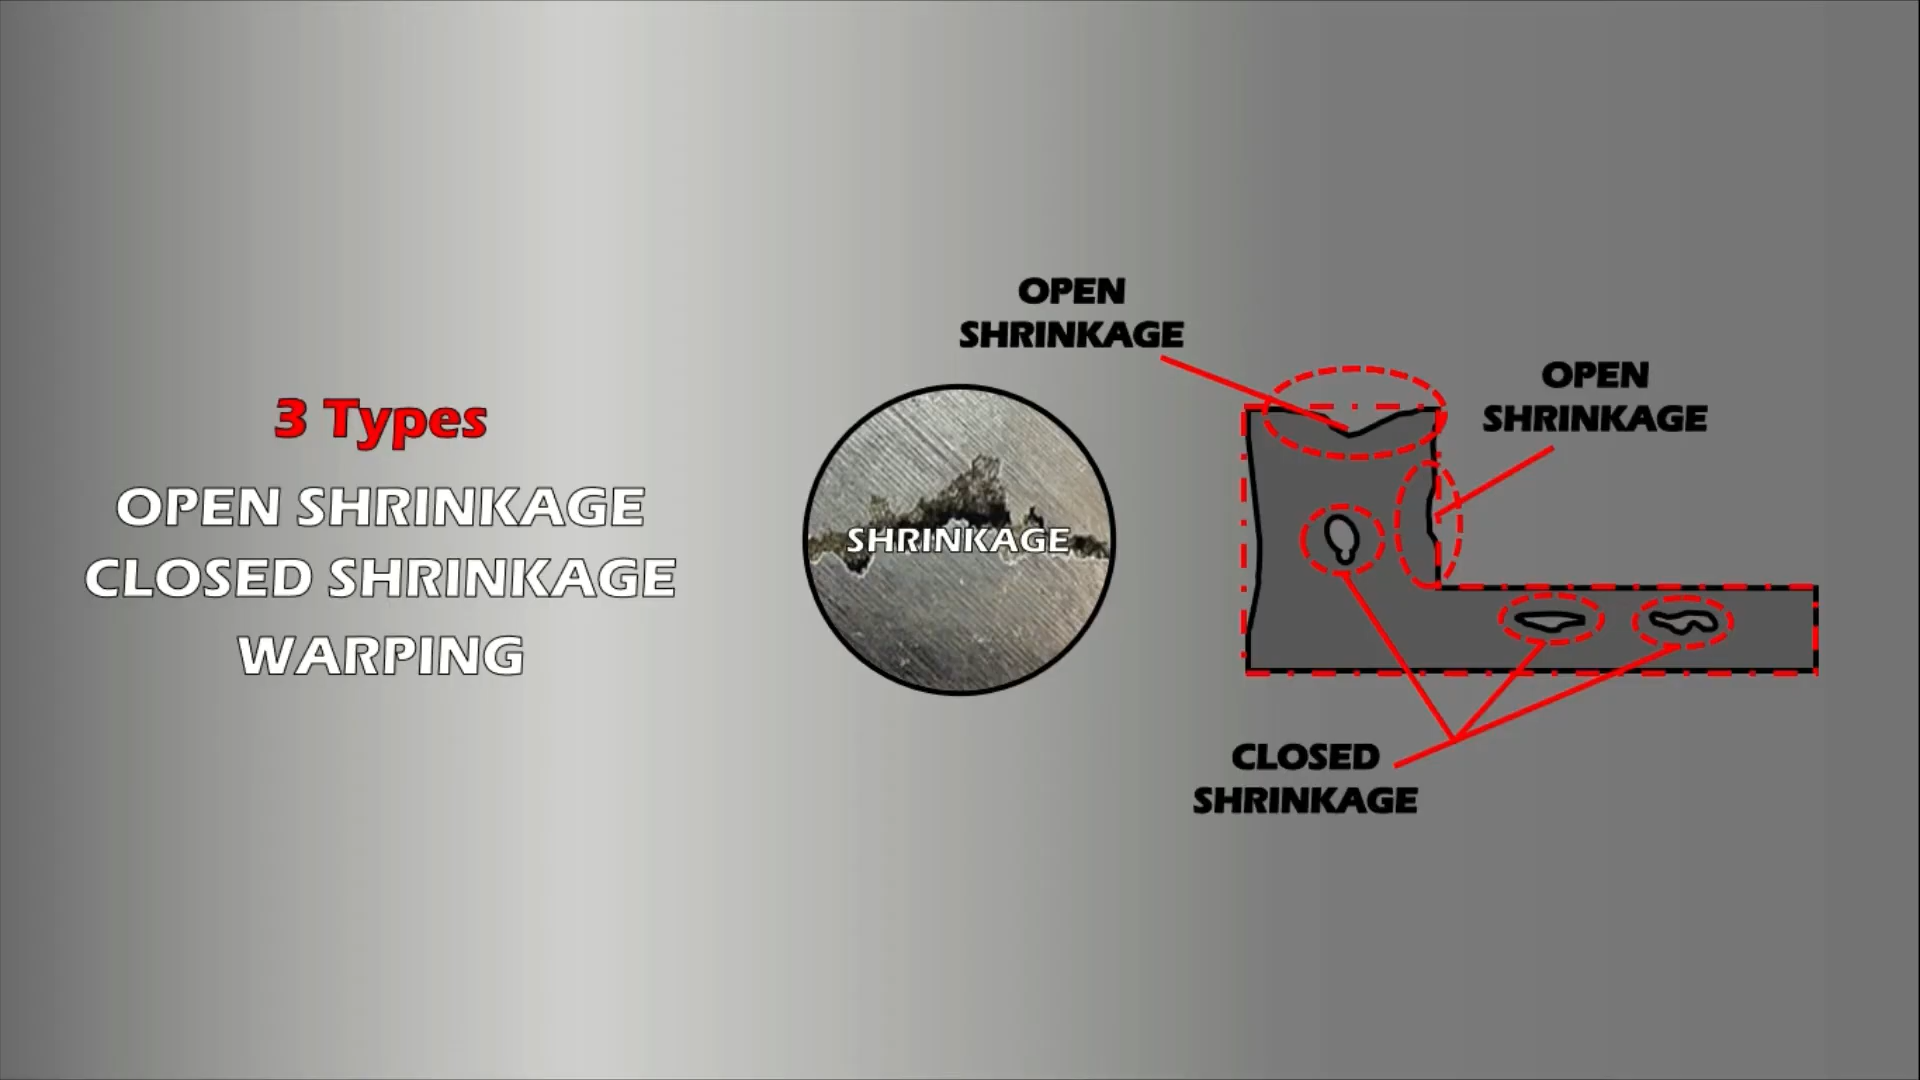 3 Types
OPEN SHRINKAGE
CLOSED SHRINKAGE
WARPING
SHRINKAGE
OPEN
SHRINKAGE
OPEN
SHRINKAGE
CLOSED
SHRINKAGE